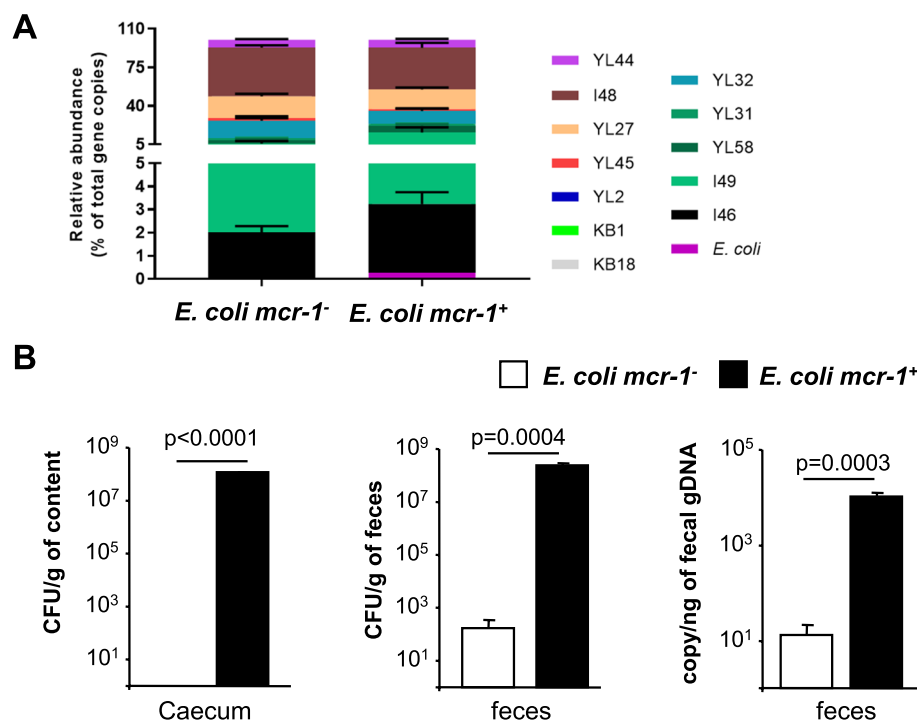 A
Relative abundance
(% of total gene copies)
110
75
40
5
5
4
3
2
1
0
E. coli mcr-1⁻
E. coli mcr-1⁺
YL44
I48
YL27
YL45
YL2
KB1
KB18
YL32
YL31
YL58
I49
I46
E. coli
B
E. coli mcr-1⁻
E. coli mcr-1⁺
CFU/g of content
10⁹
10⁷
10⁵
10³
10¹
p<0.0001
Caecum
CFU/g of feces
10⁹
10⁷
10⁵
10³
10¹
p=0.0004
feces
copy/ng of fecal gDNA
10⁵
10³
10¹
p=0.0003
feces